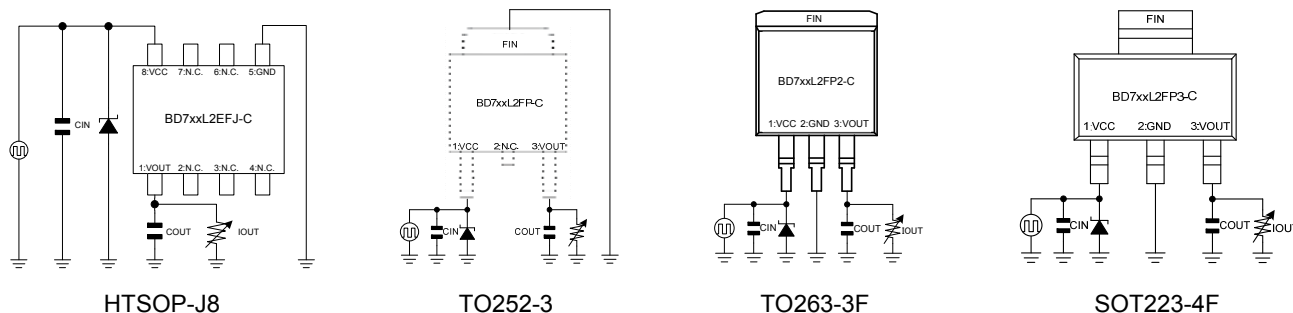 8:VCC 7:N.C. 6:N.C. 5:GND
BD7xxL2EFJ-C
1:VOUT 2:N.C. 3:N.C. 4:N.C.
CIN
COUT
IOUT
HTSOP-J8
FIN
BD7xxL2FP-C
1:VCC 2:N.C. 3:VOUT
CIN
COUT
TO252-3
FIN
BD7xxL2FP2-C
1:VCC 2:GND 3:VOUT
CIN
COUT
IOUT
TO263-3F
FIN
BD7xxL2FP3-C
1:VCC 2:GND 3:VOUT
CIN
COUT
IOU
SOT223-4F